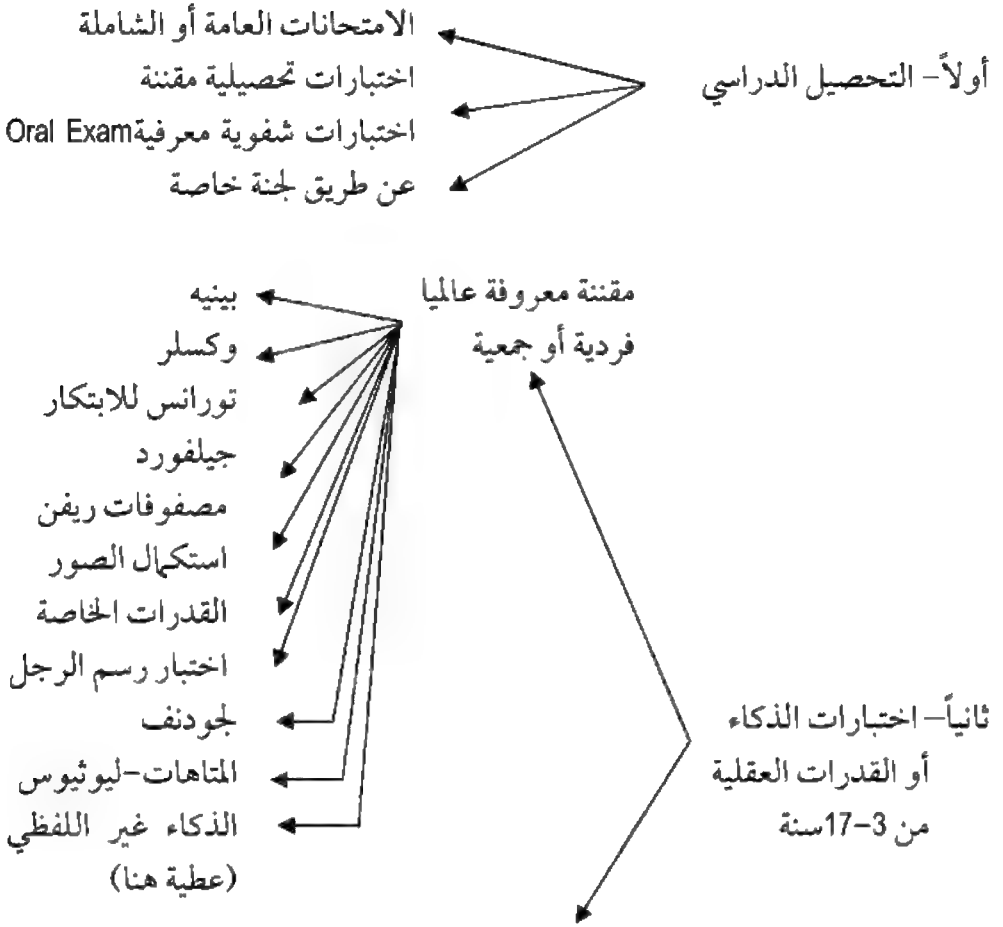 أولاً– التحصيل الدراسي
الامتحانات العامة أو الشاملة
اختبارات تحصيلية مقننة
اختبارات شفوية معرفيةOral Exam
عن طريق لجنة خاصة
ثانياً– اختبارات الذكاء
أو القدرات العقلية
من 3–17سنة
مقننة معروفة عالميا
فردية أو جمعية
بينيه
وكسلر
تورانس للابتكار
جيلفورد
مصفوفات ريفن
استكمال الصور
القدرات الخاصة
اختبار رسم الرجل
لجودنف
المتاهات–ليوثيوس
الذكاء غير اللفظي
(عطية هنا)